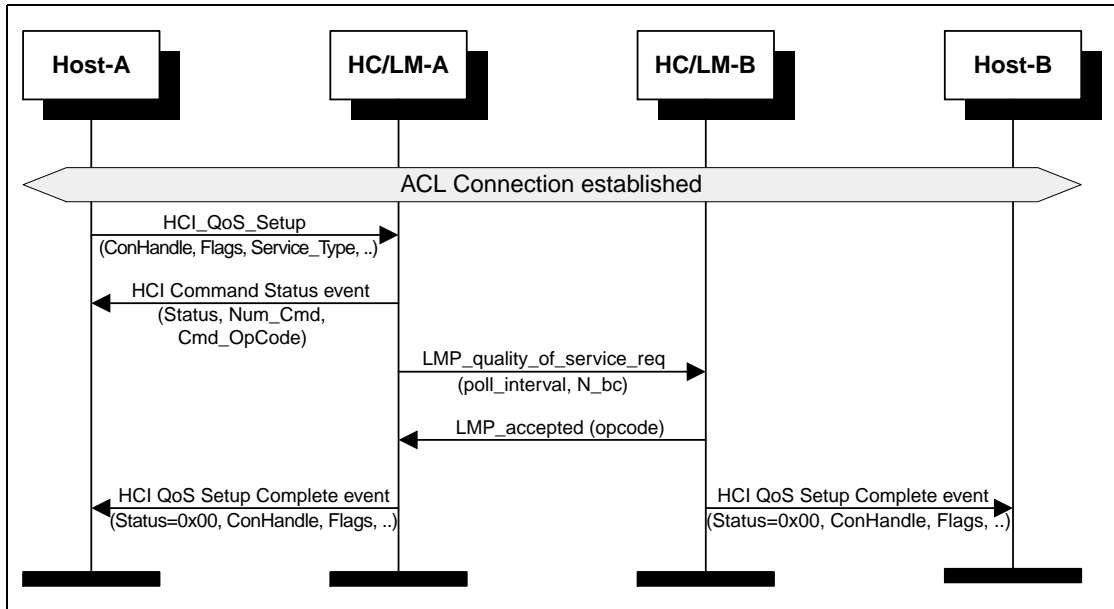 Host-A
HC/LM-A
HC/LM-B
Host-B
ACL Connection established
HCI_QoS_Setup
(ConHandle, Flags, Service_Type, ..)
HCI Command Status event
(Status, Num_Cmd,
Cmd_OpCode)
LMP_quality_of_service_req
(poll_interval, N_bc)
LMP_accepted (opcode)
HCI QoS Setup Complete event
(Status=0x00, ConHandle, Flags, ..)
HCI QoS Setup Complete event
(Status=0x00, ConHandle, Flags, ..)